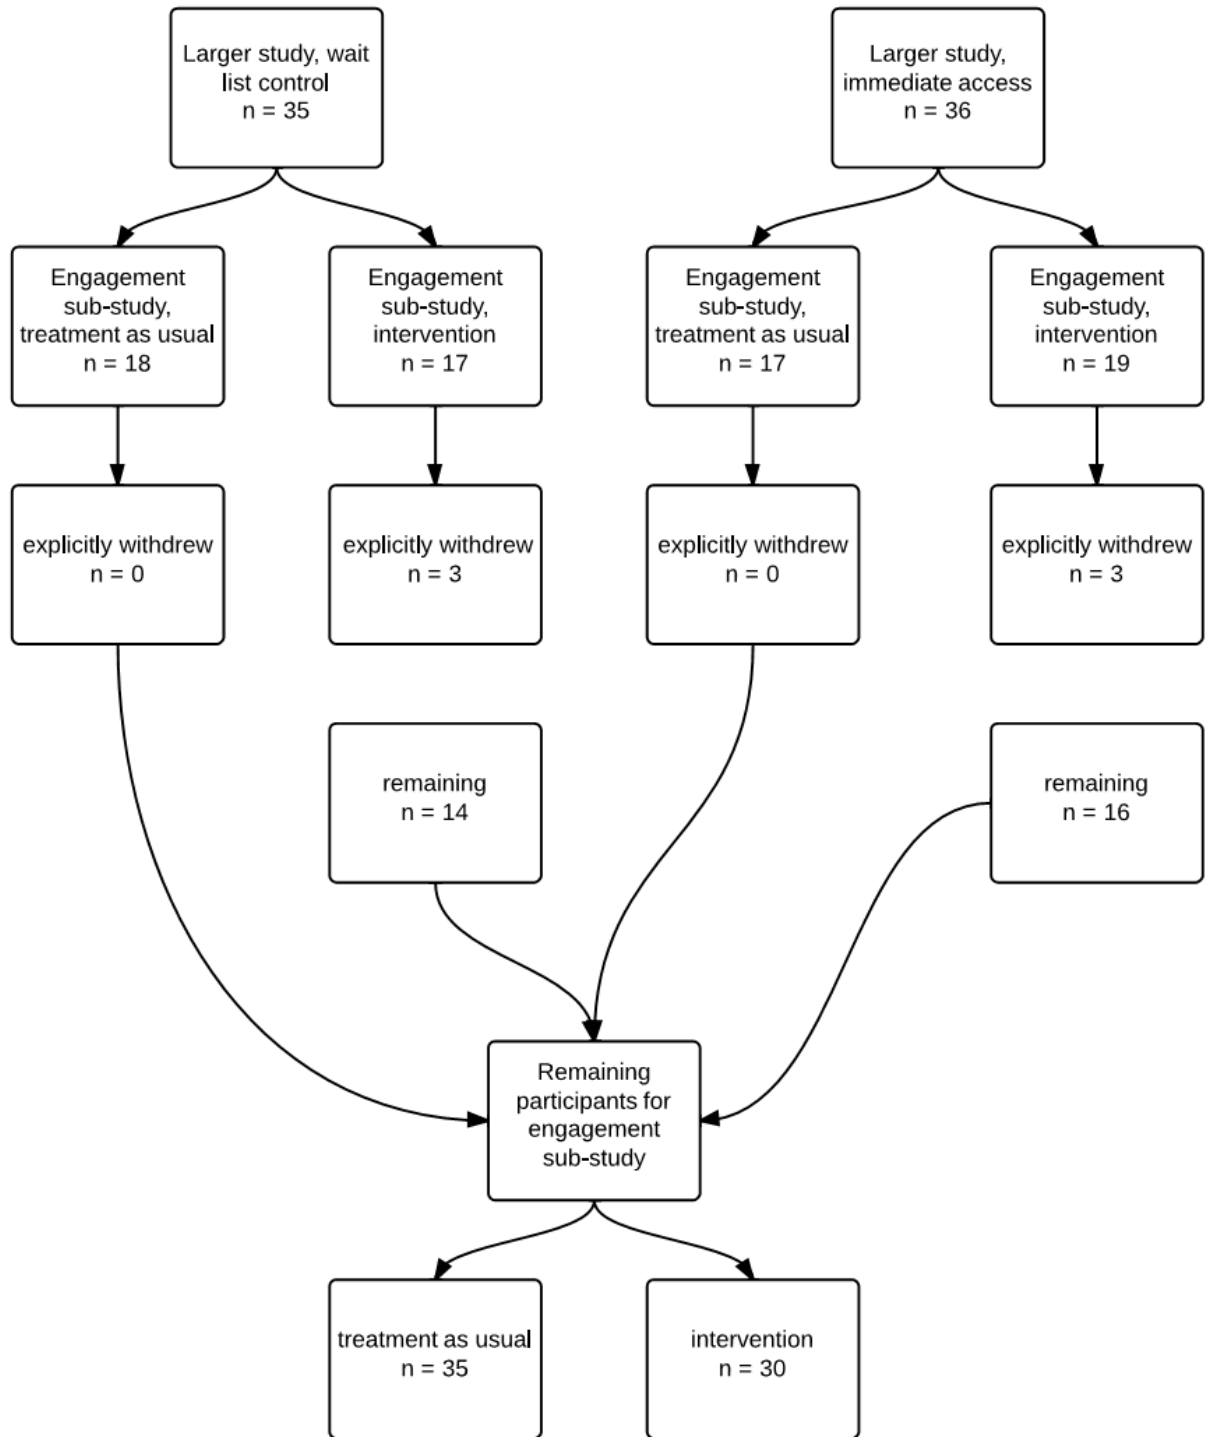 Larger study, wait
list control
n = 35
Larger study,
immediate access
n = 36
Engagement
sub-study,
treatment as usual
n = 18
Engagement
sub-study,
intervention
n = 17
Engagement
sub-study,
treatment as usual
n = 17
Engagement
sub-study,
intervention
n = 19
explicitly withdrew
n = 0
explicitly withdrew
n = 3
explicitly withdrew
n = 0
explicitly withdrew
n = 3
remaining
n = 14
remaining
n = 16
Remaining
participants for
engagement
sub-study
treatment as usual
n = 35
intervention
n = 30